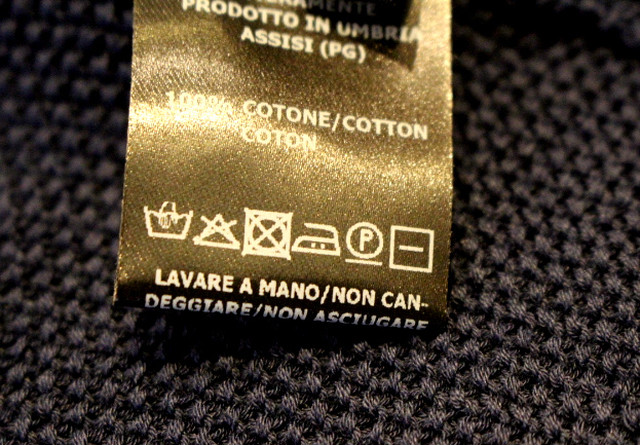 PRODOTTO IN UMBRIA
ASSISI (PG)
100% COTONE/COTTON
COTON
P
LAVARE A MANO/NON CAN-
DEGGIARE/NON ASCIUGARE